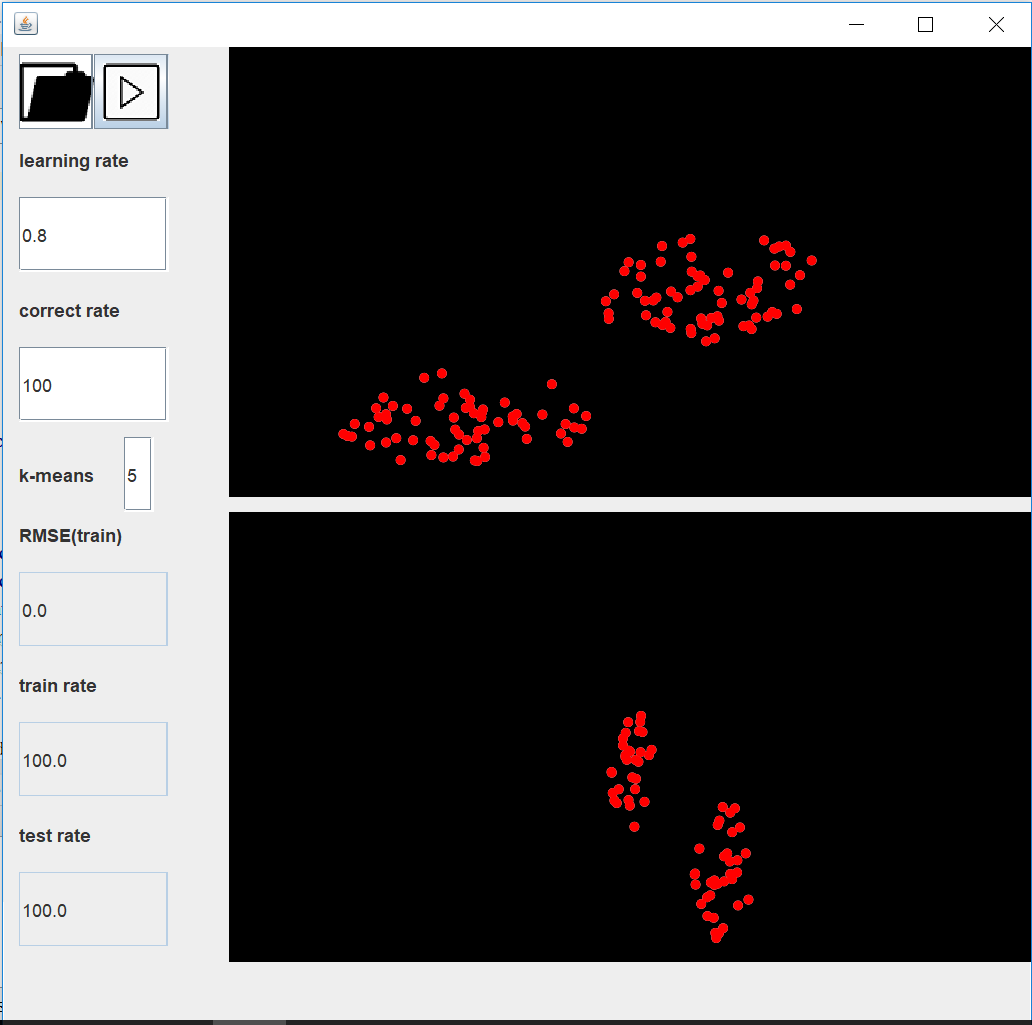 learning rate
0.8
correct rate
100
k-means 5
RMSE(train)
0.0
train rate
100.0
test rate
100.0